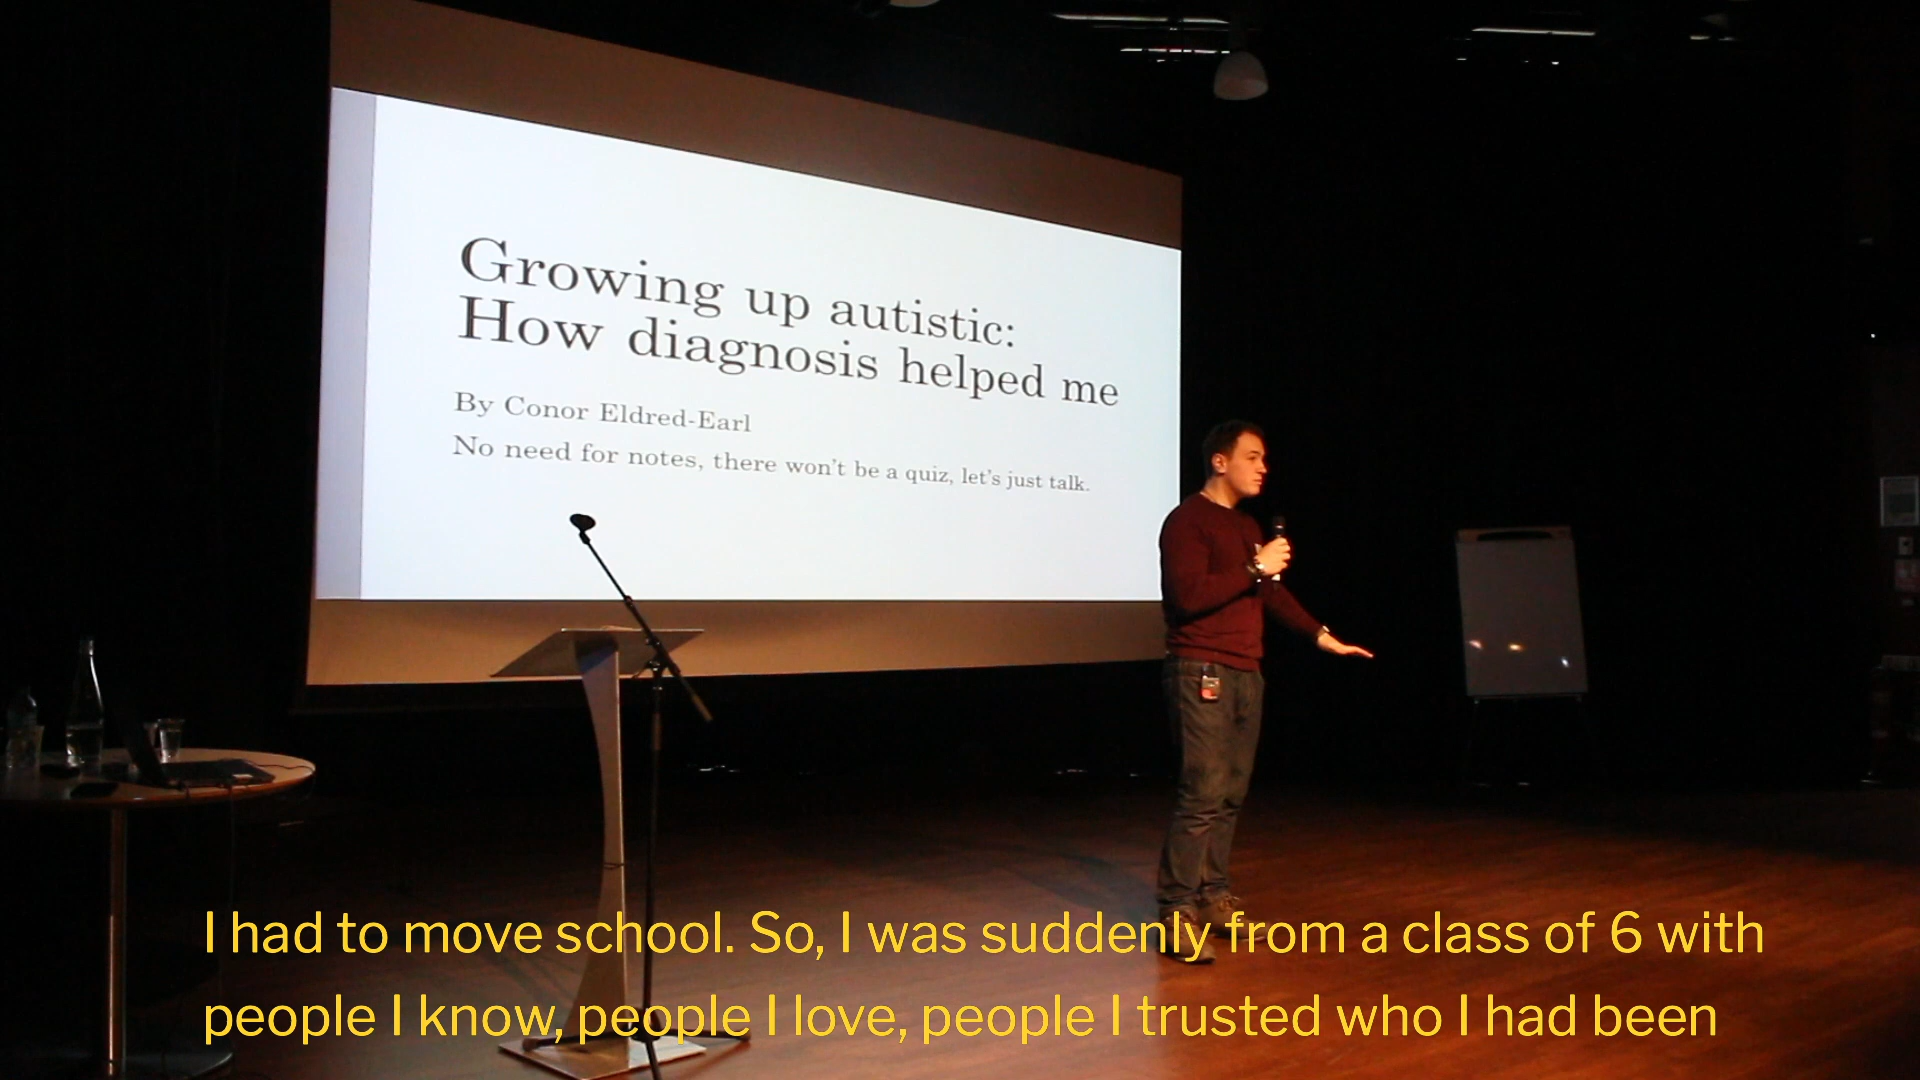 Growing up autistic:
How diagnosis helped me
By Conor Eldred-Earl
No need for notes, there won't be a quiz, let's just talk.
I had to move school. So, I was suddenly from a class of 6 with
people I know, people I love, people I trusted who I had been